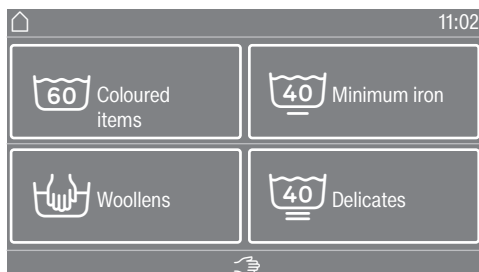 11:02
60 Coloured
items
40 Minimum iron
Woollens
40 Delicates